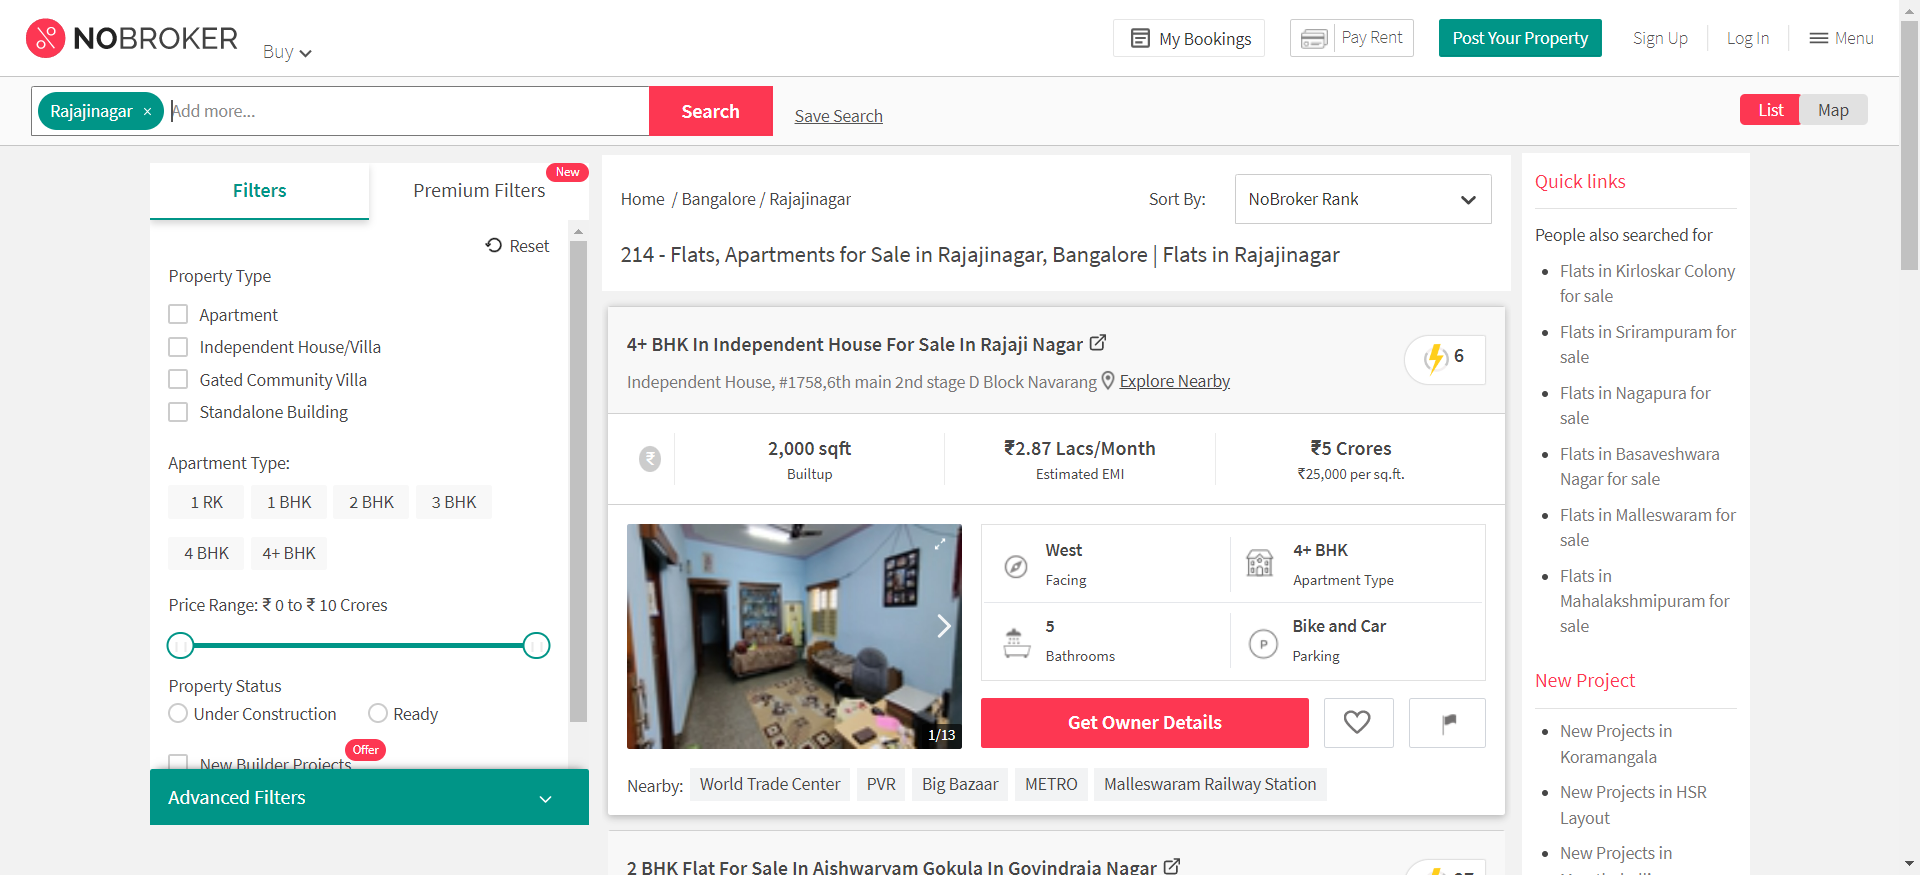 NOBROKER
Buy
My Bookings
Pay Rent
Post Your Property
Sign Up
Log In
Menu
Rajajinagar ×
Add more...
Search
Save Search
List
Map
Filters
Premium Filters
New
Reset
Property Type
Apartment
Independent House/Villa
Gated Community Villa
Standalone Building
Apartment Type:
1 RK
1 BHK
2 BHK
3 BHK
4 BHK
4+ BHK
Price Range: ₹ 0 to ₹ 10 Crores
Property Status
Under Construction
Ready
New Builder Projects
Offer
Advanced Filters
Home / Bangalore / Rajajinagar
Sort By:
NoBroker Rank
214 - Flats, Apartments for Sale in Rajajinagar, Bangalore | Flats in Rajajinagar
4+ BHK In Independent House For Sale In Rajaji Nagar
Independent House, #1758,6th main 2nd stage D Block Navarang
Explore Nearby
6
₹
2,000 sqft
Builtup
₹2.87 Lacs/Month
Estimated EMI
₹5 Crores
₹25,000 per sq.ft.
1/13
West
Facing
4+ BHK
Apartment Type
5
Bathrooms
P
Bike and Car
Parking
Get Owner Details
Nearby:
World Trade Center
PVR
Big Bazaar
METRO
Malleswaram Railway Station
2 BHK Flat For Sale In Aishwaryam Gokula In Govindraja Nagar
Quick links
People also searched for
Flats in Kirloskar Colony
for sale
Flats in Srirampuram for
sale
Flats in Nagapura for
sale
Flats in Basaveshwara
Nagar for sale
Flats in Malleswaram for
sale
Flats in
Mahalakshmipuram for
sale
New Project
New Projects in
Koramangala
New Projects in HSR
Layout
New Projects in